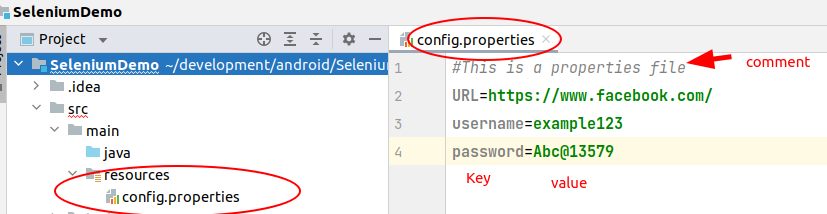 SeleniumDemo
Project
SeleniumDemo ~/development/android/Seleniu
.idea
src
main
java
resources
config.properties
config.properties
1 #This is a properties file
comment
2 URL=https://www.facebook.com/
3 username=example123
4 password=Abc@13579
Key value